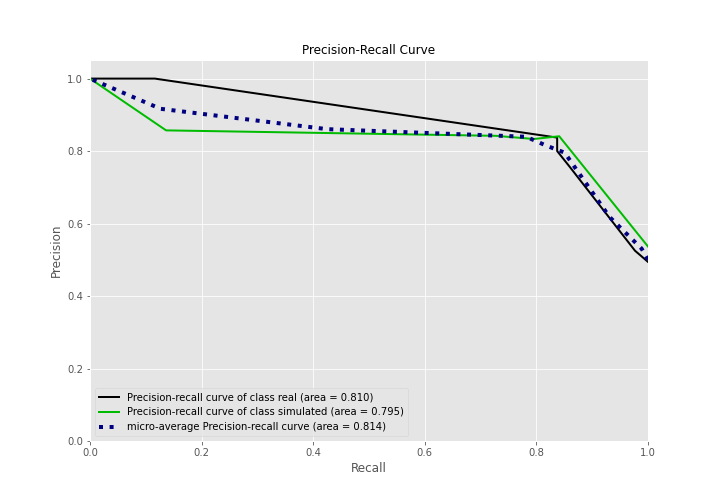 Precision-Recall Curve
1.0
0.8
0.6
0.4
0.2
0.0
Precision
Precision-recall curve of class real (area = 0.810)
Precision-recall curve of class simulated (area = 0.795)
micro-average Precision-recall curve (area = 0.814)
0.0 0.2 0.4 0.6 0.8 1.0
Recall